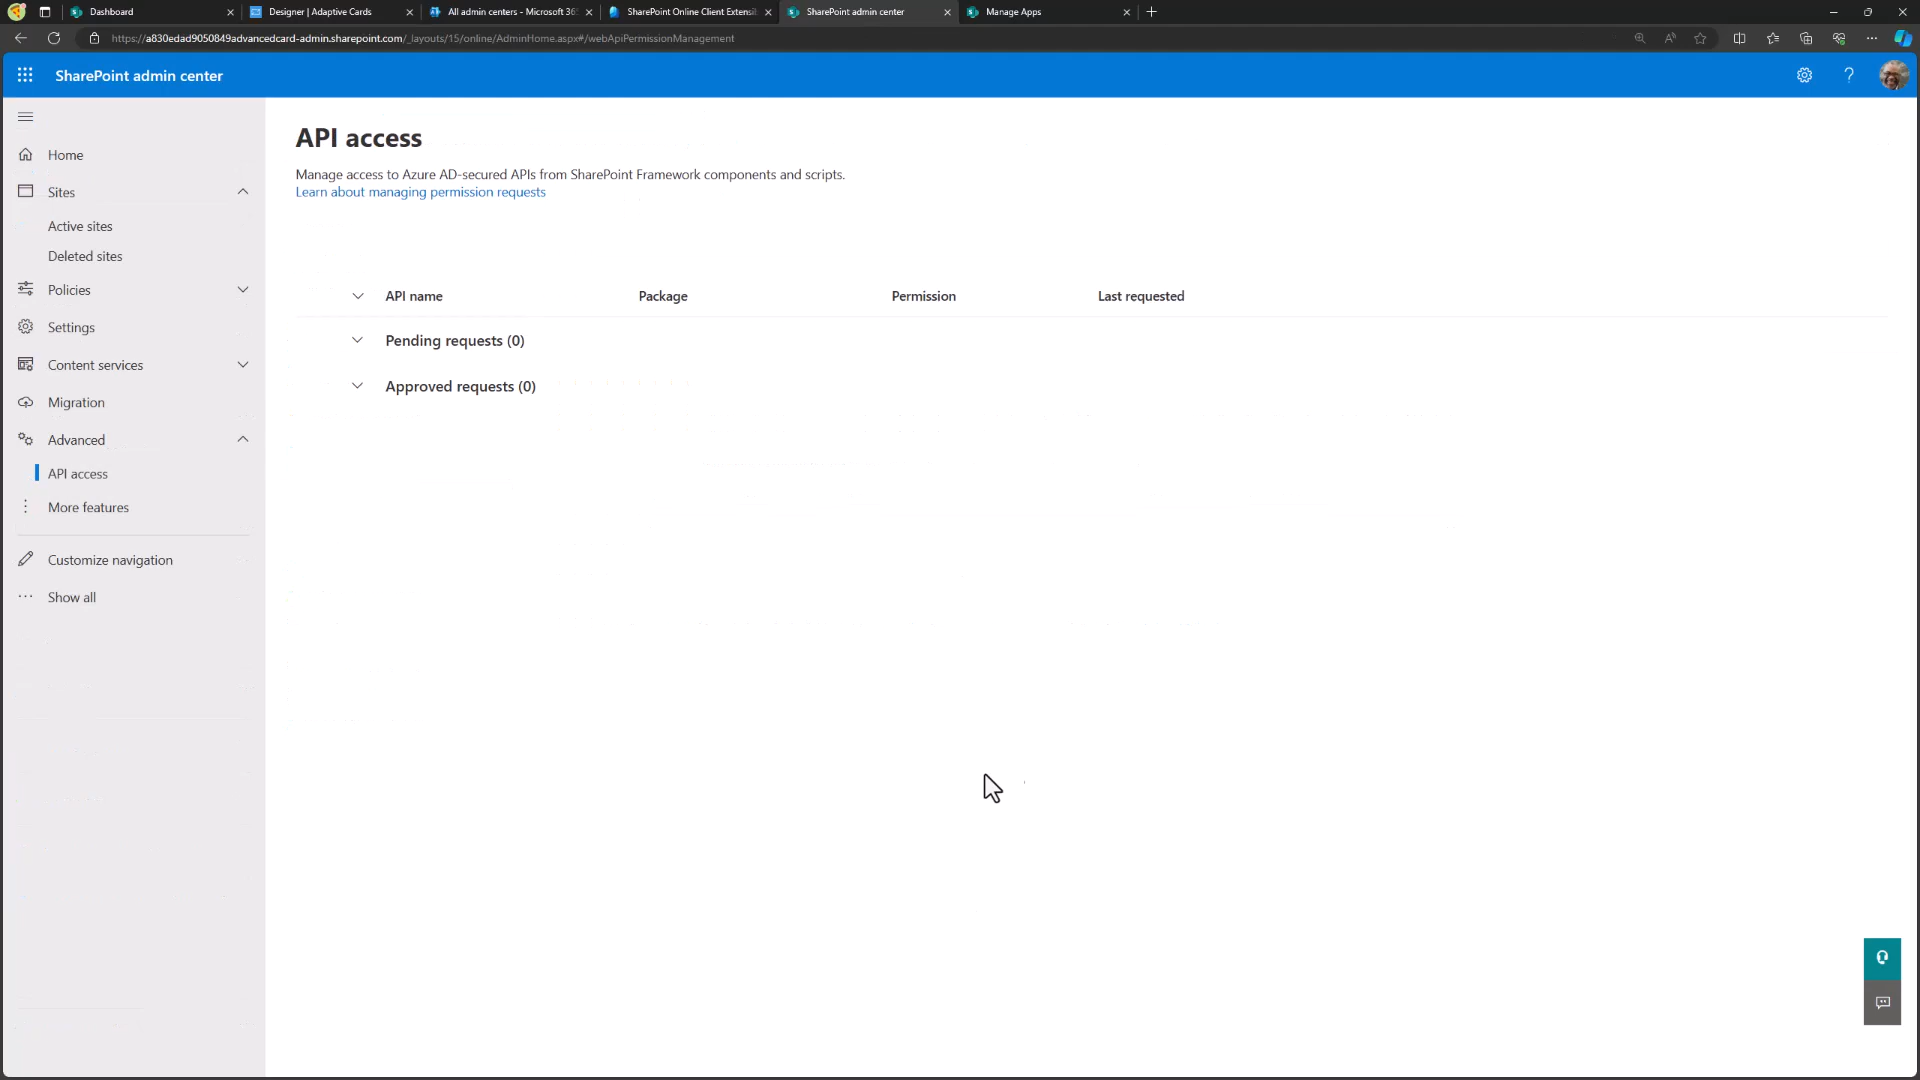 Dashboard
Designer | Adaptive Cards
All admin centers - Microsoft 36
SharePoint Online Client Extensi
SharePoint admin center
Manage Apps
https://a830edad9050849advancedcard-admin.sharepoint.com/_layouts/15/online/AdminHome.aspx#/webApiPermissionManagement
SharePoint admin center
Home
Sites
Active sites
Deleted sites
Policies
Settings
Content services
Migration
Advanced
API access
More features
Customize navigation
Show all
API access
Manage access to Azure AD-secured APIs from SharePoint Framework components and scripts.
Learn about managing permission requests
API name Package Permission Last requested
Pending requests (0)
Approved requests (0)